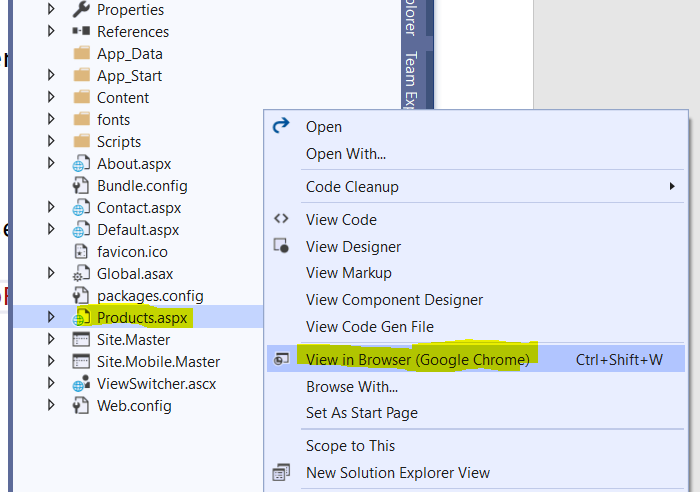 Properties
References
App_Data
App_Start
Content
fonts
Scripts
About.aspx
Bundle.config
Contact.aspx
Default.aspx
favicon.ico
Global.asax
packages.config
Products.aspx
Site.Master
Site.Mobile.Master
ViewSwitcher.ascx
Web.config
Open
Open With...
Code Cleanup
View Code
View Designer
View Markup
View Component Designer
View Code Gen File
View in Browser (Google Chrome) Ctrl+Shift+W
Browse With...
Set As Start Page
Scope to This
New Solution Explorer View